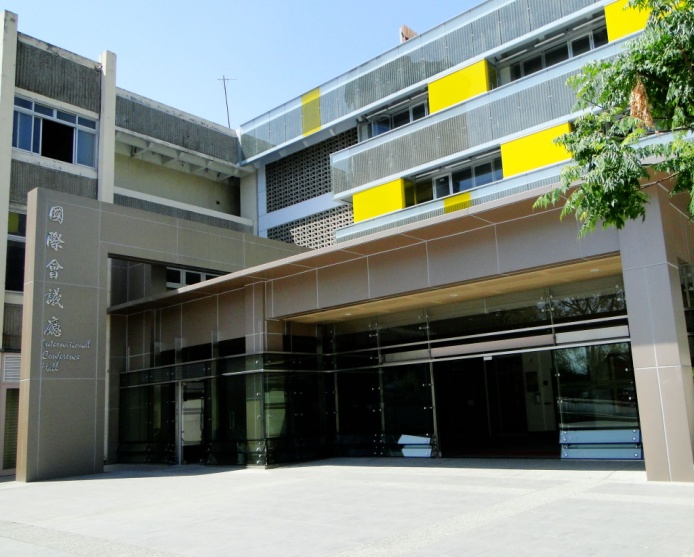 國際會議廳
International
Conference
Hall